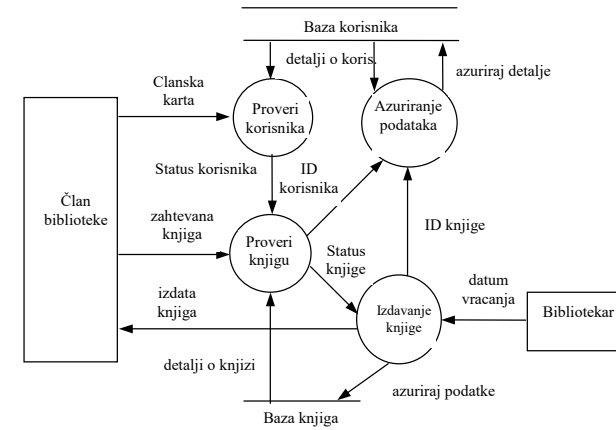 Baza korisnika
detalji o koris.
azuriraj detalje
Clanska
karta
Proveri
korisnika
Azuriranje
podataka
Status korisnika
ID
korisnika
Član
biblioteke
zahtevana
knjiga
Proveri
knjigu
Status
knjige
ID knjige
datum
vracanja
izdata
knjiga
Izdavanje
knjige
Bibliotekar
detalji o knjizi
azuriraj podatke
Baza knjiga